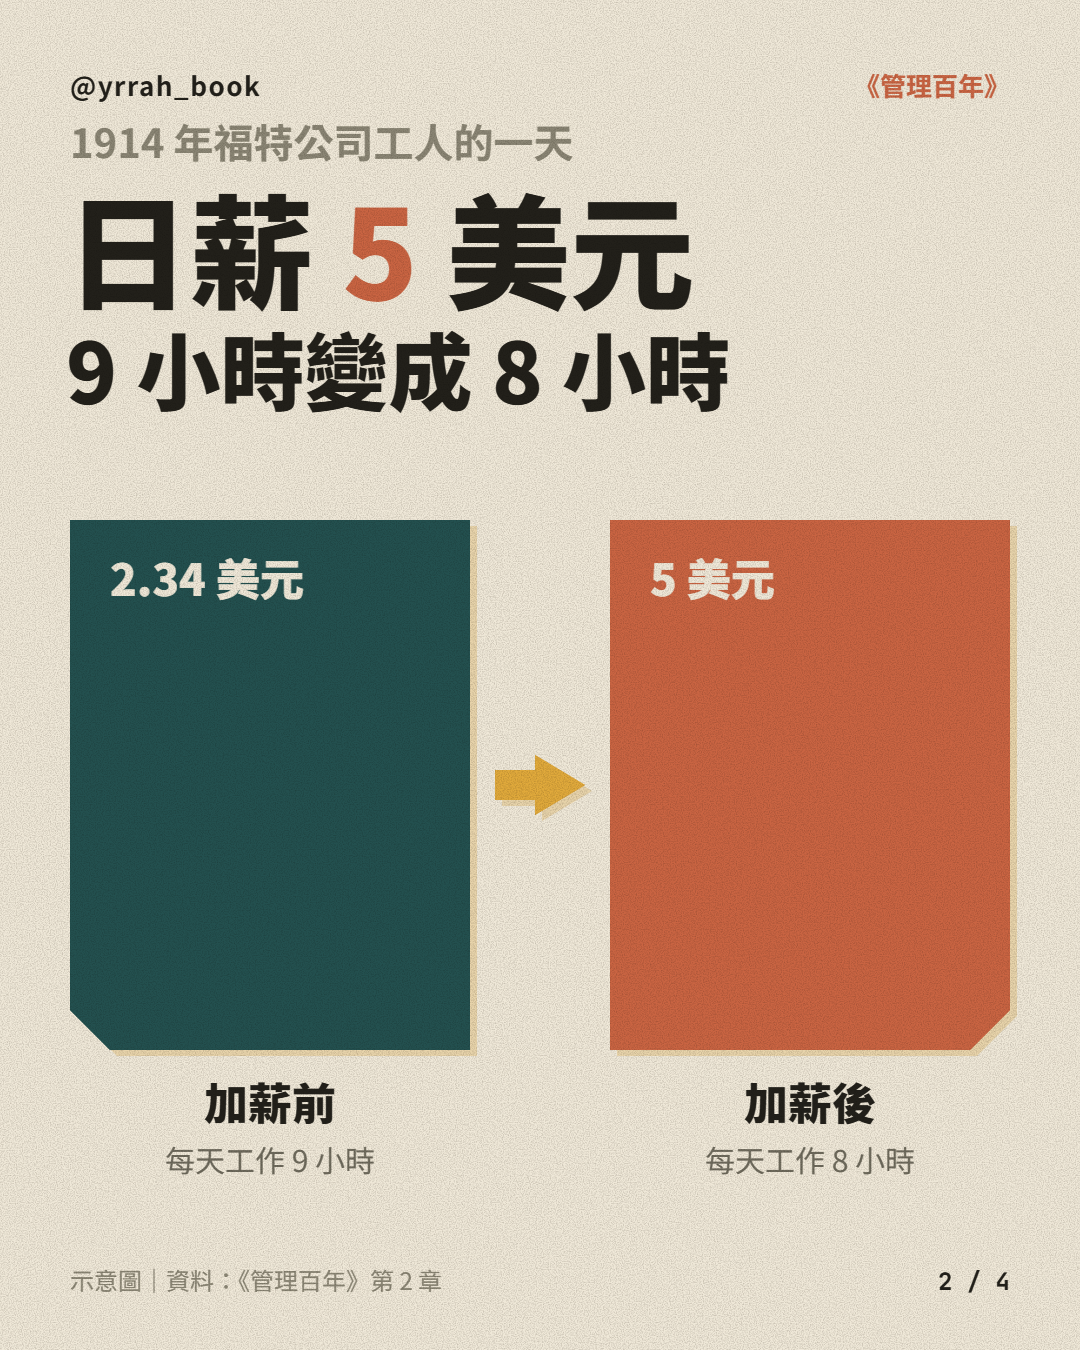 @yrrah_book
《管理百年》
1914 年福特公司工人的一天
日薪 5 美元
9 小時變成 8 小時
2.34 美元
5 美元
加薪前
每天工作 9 小時
加薪後
每天工作 8 小時
示意圖｜資料：《管理百年》第 2 章
2 / 4